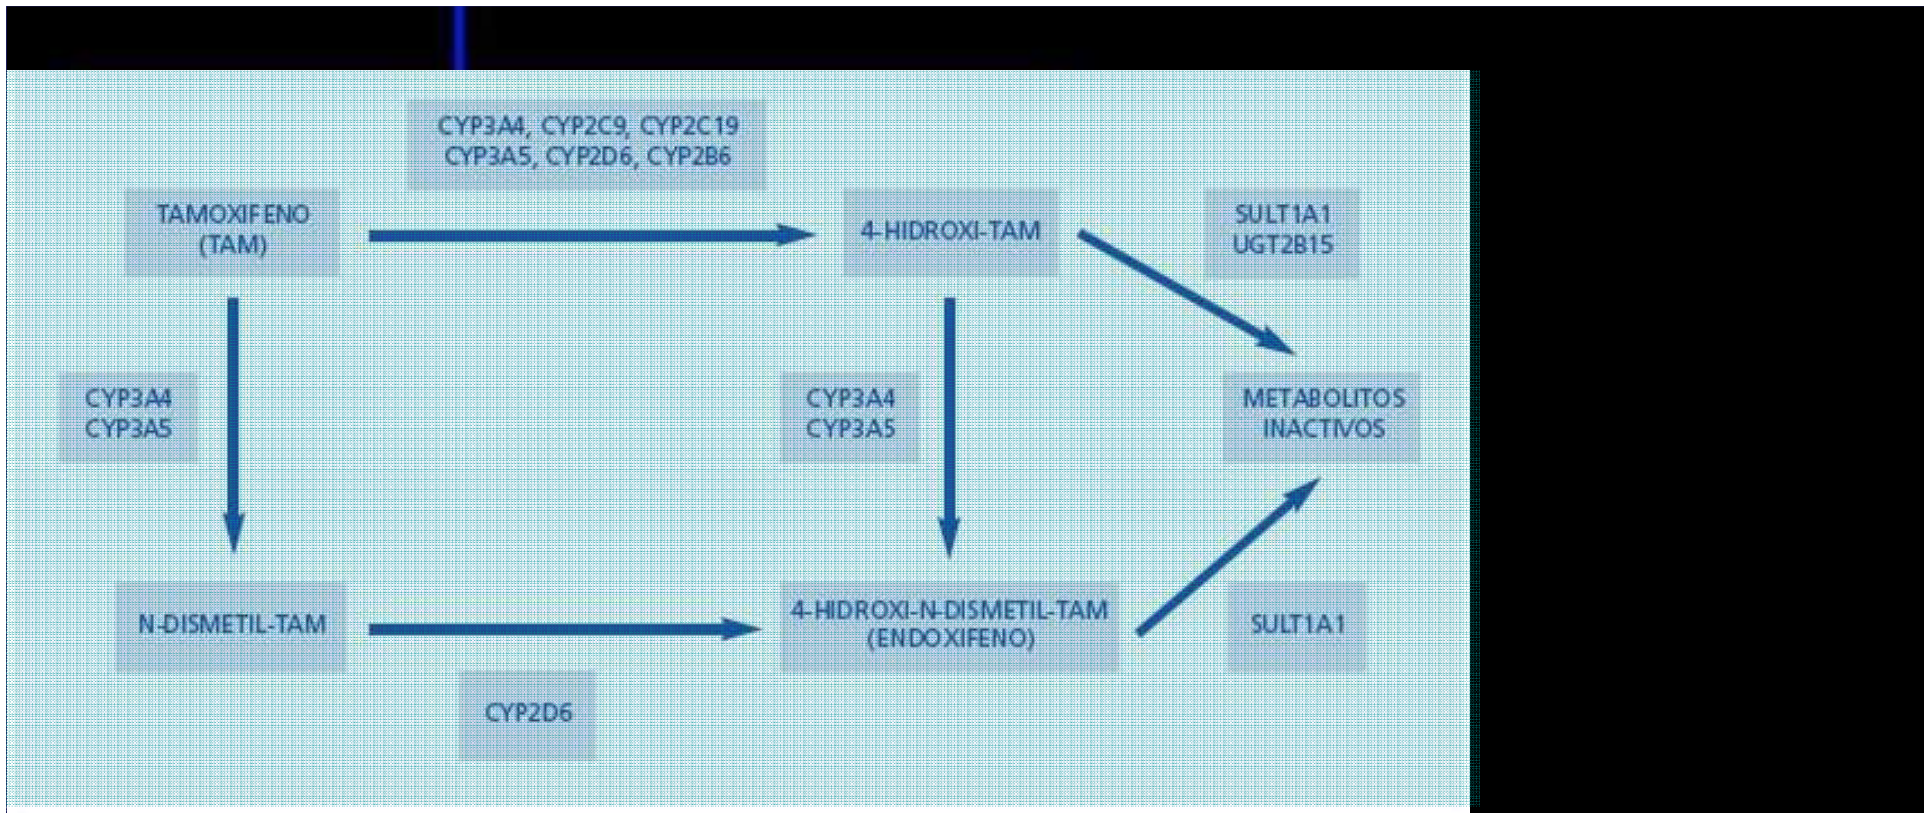 CYP3A4, CYP2C9, CYP2C19
CYP3A5, CYP2D6, CYP2B6
TAMOXIFENO
(TAM)
4-HIDROXI-TAM
SULT1A1
UGT2B15
CYP3A4
CYP3A5
CYP3A4
CYP3A5
METABOLITOS
INACTIVOS
N-DISMETIL-TAM
4-HIDROXI-N-DISMETIL-TAM
(ENDOXIFENO)
SULT1A1
CYP2D6